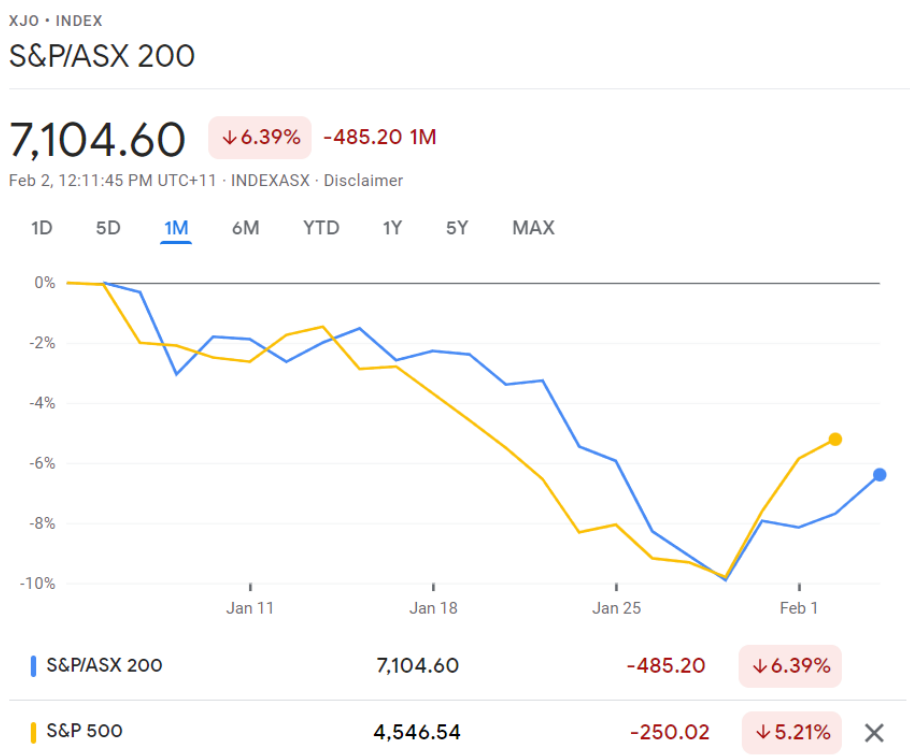 XJO • INDEX
S&P/ASX 200
7,104.60 ↓6.39% -485.20 1M
Feb 2, 12:11:45 PM UTC+11 · INDEXASX · Disclaimer
1D 5D 1M 6M YTD 1Y 5Y MAX
0%
-2%
-4%
-6%
-8%
-10%
Jan 11 Jan 18 Jan 25 Feb 1
S&P/ASX 200 7,104.60 -485.20 ↓6.39%
S&P 500 4,546.54 -250.02 ↓5.21%